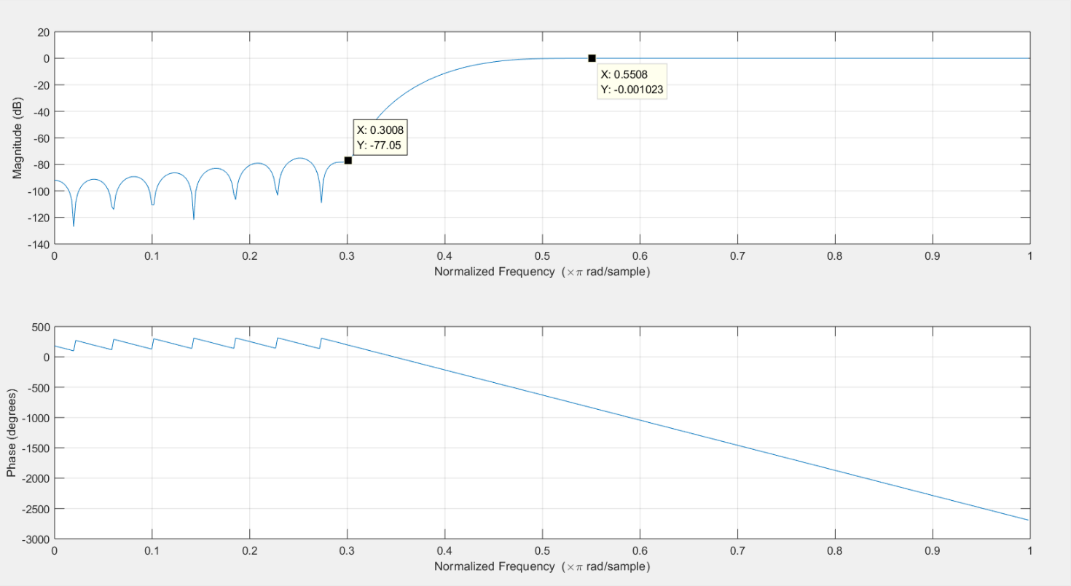 20
0
-20
-40
-60
-80
-100
-120
-140
Magnitude (dB)
X: 0.5508
Y: -0.001023
X: 0.3008
Y: -77.05
0 0.1 0.2 0.3 0.4 0.5 0.6 0.7 0.8 0.9 1
Normalized Frequency (×π rad/sample)
500
0
-500
-1000
-1500
-2000
-2500
-3000
Phase (degrees)
0 0.1 0.2 0.3 0.4 0.5 0.6 0.7 0.8 0.9 1
Normalized Frequency (×π rad/sample)